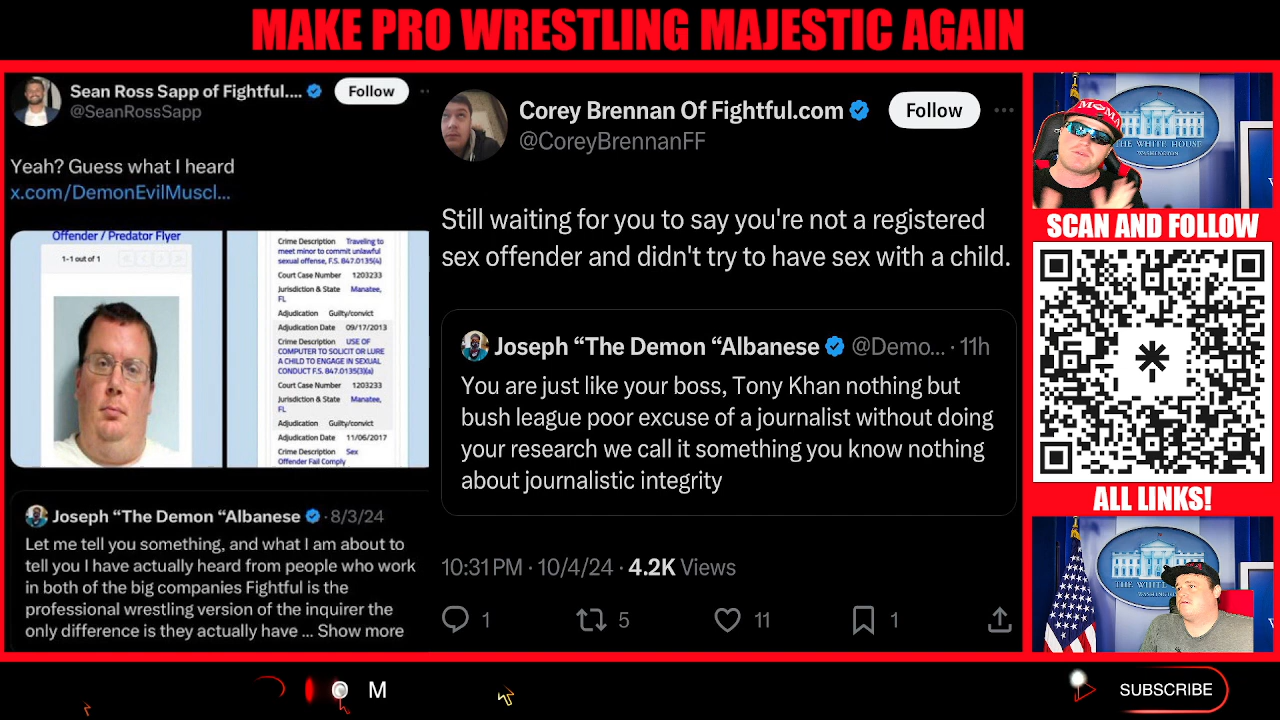 MAKE PRO WRESTLING MAJESTIC AGAIN
Sean Ross Sapp of Fightful....
Follow
@SeanRossSapp
Yeah? Guess what I heard
x.com/DemonEvilMuscl...
Offender / Predator Flyer
1-1 out of 1
Crime Description Traveling to
meet minor to commit unlawful
sexual offense, F.S. 847.0135(4)
Court Case Number 1203233
Jurisdiction & State Manatee,
FL
Adjudication Guilty/convict
Adjudication Date 09/17/2013
Crime Description USE OF
COMPUTER TO SOLICIT OR LURE
A CHILD TO ENGAGE IN SEXUAL
CONDUCT F.S. 847.0135(3)(a)
Court Case Number 1203233
Jurisdiction & State Manatee,
FL
Adjudication Guilty/convict
Adjudication Date 11/06/2017
Crime Description Sex
Offender Fail Comply
Joseph “The Demon “Albanese · 8/3/24
Let me tell you something, and what I am about to
tell you I have actually heard from people who work
in both of the big companies Fightful is the
professional wrestling version of the inquirer the
only difference is they actually have ... Show more
Corey Brennan Of Fightful.com
Follow
@CoreyBrennanFF
Still waiting for you to say you're not a registered
sex offender and didn't try to have sex with a child.
Joseph “The Demon “Albanese @Demo... · 11h
You are just like your boss, Tony Khan nothing but
bush league poor excuse of a journalist without doing
your research we call it something you know nothing
about journalistic integrity
10:31 PM · 10/4/24 · 4.2K Views
1 5 11 1
MOMA
THE WHITE HOUSE
WASHINGTON
SCAN AND FOLLOW
ALL LINKS!
M
SUBSCRIBE